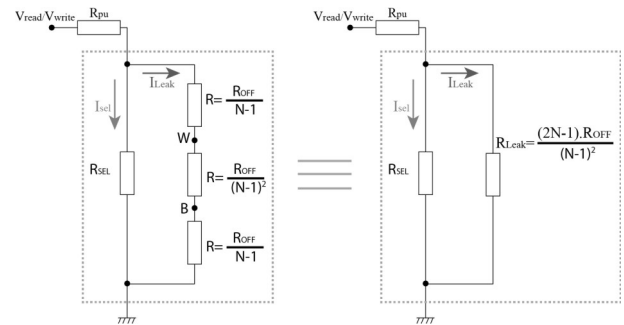 Vread/Vwrite
Rpu
ILeak
Isel
R= ROFF
N-1
W
RSEL
R= ROFF
(N-1)²
B
R= ROFF
N-1
Vread/Vwrite
Rpu
ILeak
Isel
RLeak= (2N-1).ROFF
(N-1)²
RSEL